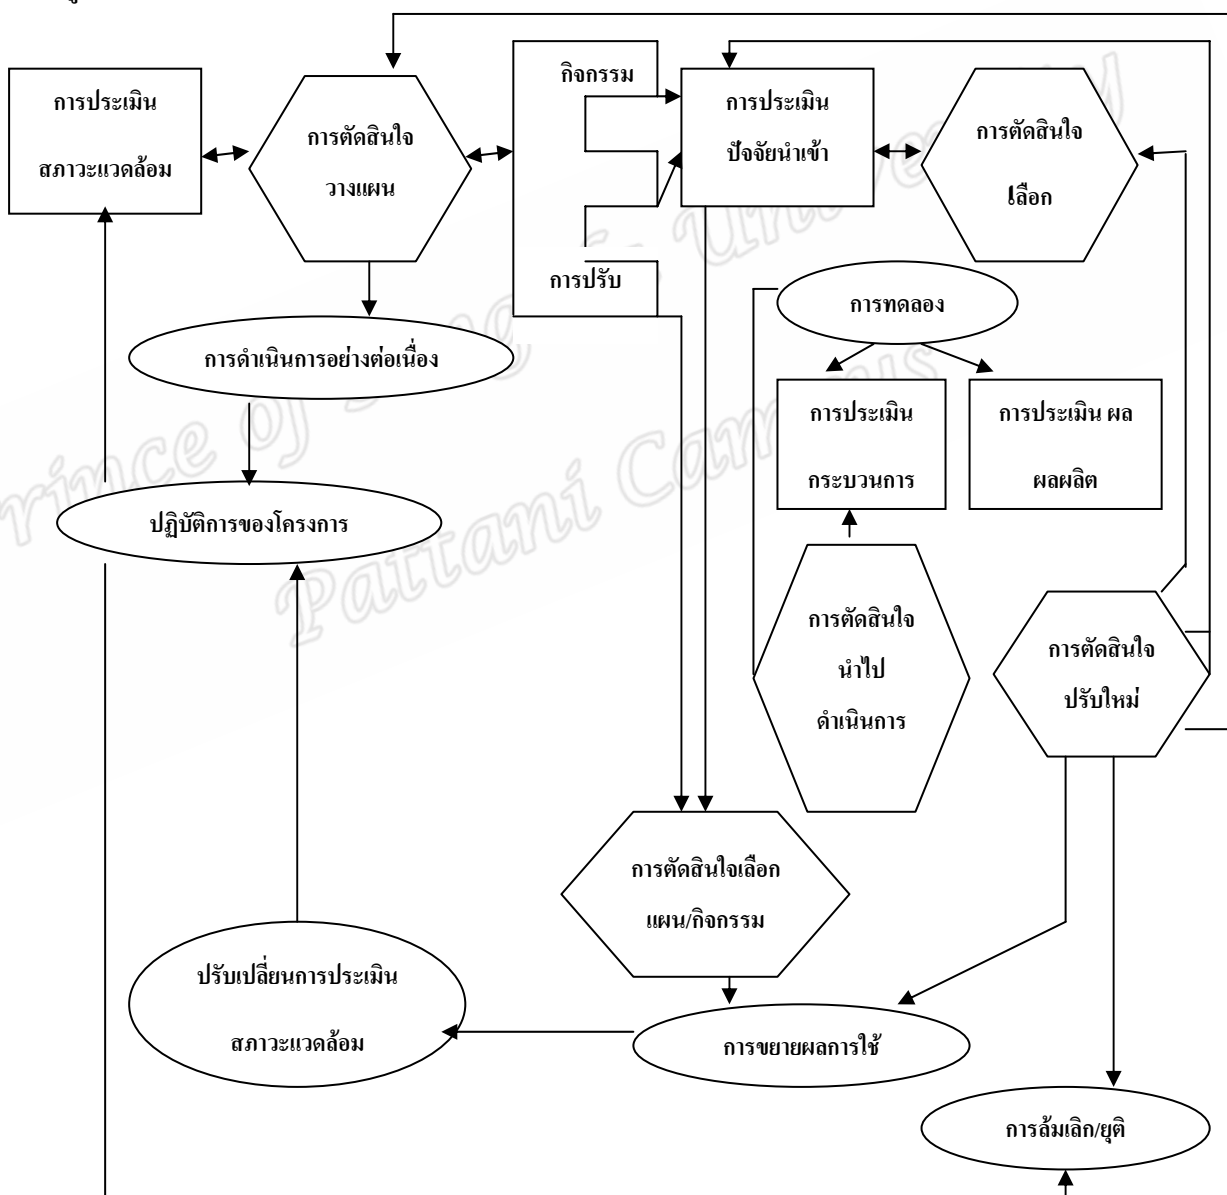 กิจกรรม
การประเมิน
สภาวะแวดล้อม
การตัดสินใจ
วางแผน
การประเมิน
ปัจจัยนำเข้า
การตัดสินใจ
เลือก
การปรับ
การทดลอง
การดำเนินการอย่างต่อเนื่อง
การประเมิน
กระบวนการ
การประเมิน ผล
ผลผลิต
ปฏิบัติการของโครงการ
การตัดสินใจ
นำไป
ดำเนินการ
การตัดสินใจ
ปรับใหม่
การตัดสินใจเลือก
แผน/กิจกรรม
ปรับเปลี่ยนการประเมิน
สภาวะแวดล้อม
การขยายผลการใช้
การล้มเลิก/ยุติ
Prince of Songkla University
Pattani Campus